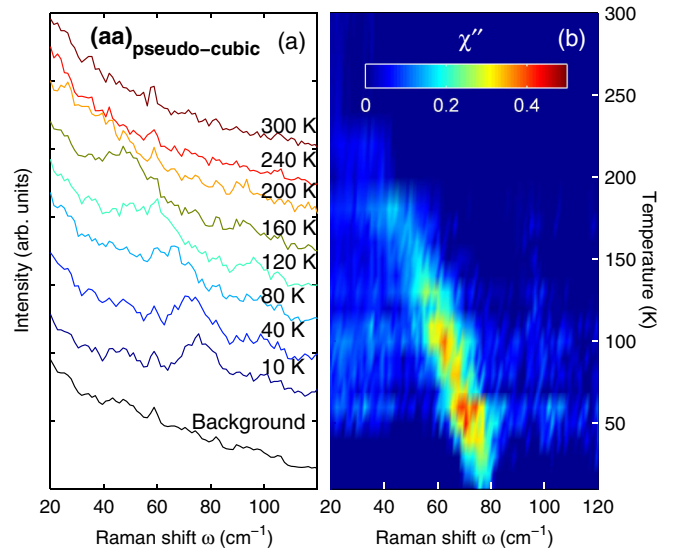 (aa)pseudo-cubic (a)
300 K
240 K
200 K
160 K
120 K
80 K
40 K
10 K
Background
Intensity (arb. units)
20 40 60 80 100
Raman shift ω (cm⁻¹)
χ″ (b)
0 0.2 0.4
300
250
200
150
100
50
Temperature (K)
20 40 60 80 100 120
Raman shift ω (cm⁻¹)